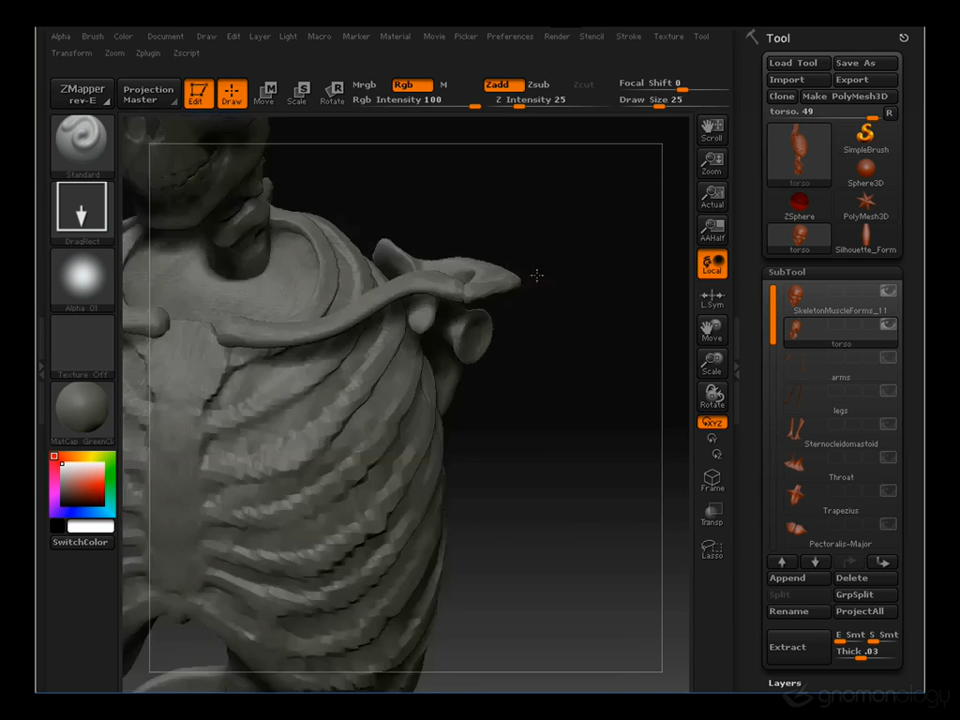 Alpha Brush Color Document Draw Edit Layer Light Macro Marker Material Movie Picker Preferences Render Stencil Stroke Texture Tool
Transform Zoom Zplugin Zscript
ZMapper
rev-E
Projection
Master
Edit
Draw
Move
Scale
Rotate
Mrgb Rgb M
Rgb Intensity 100
Zadd Zsub Zcut
Z Intensity 25
Focal Shift 0
Draw Size 25
Standard
DragRect
Alpha 01
Texture Off
MatCap GreenCl
SwitchColor
Scroll
Zoom
Actual
AAHalf
Local
L.Sym
Move
Scale
Rotate
XYZ
Frame
Transp
Lasso
Tool
Load Tool Save As
Import Export
Clone Make PolyMesh3D
torso. 49 R
torso
SimpleBrush
Sphere3D
ZSphere
PolyMesh3D
torso
Silhouette_Form
SubTool
SkeletonMuscleForms_11
torso
arms
legs
Sternocleidomastoid
Throat
Trapezius
Pectoralis-Major
Append Delete
Split GrpSplit
Rename ProjectAll
Extract
E Smt S Smt
Thick .03
Layers
gnomonology